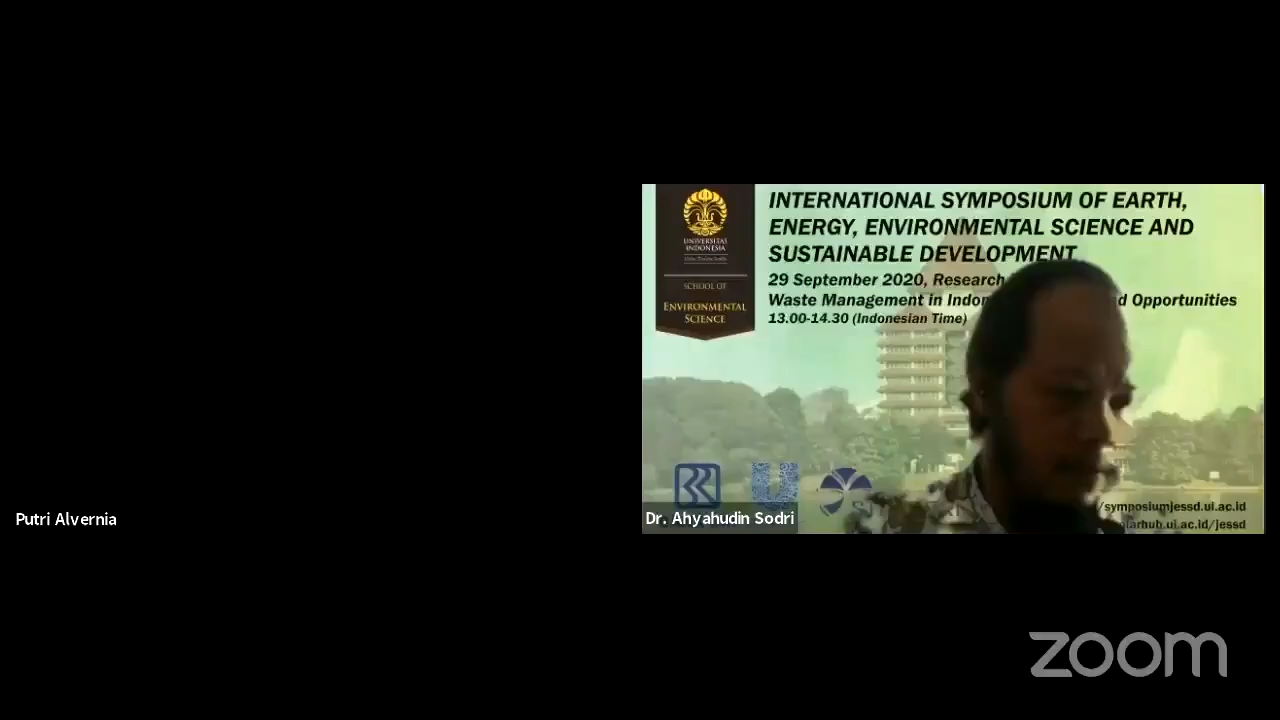 UNIVERSITAS
INDONESIA
SCHOOL OF
ENVIRONMENTAL
SCIENCE
INTERNATIONAL SYMPOSIUM OF EARTH,
ENERGY, ENVIRONMENTAL SCIENCE AND
SUSTAINABLE DEVELOPMENT
29 September 2020, Research
Waste Management in Opportunities
13.00-14.30 (Indonesian Time)
/symposiumjessd.ui.ac.id
.ui.ac.id/jessd
Putri Alvernia
Dr. Ahyahudin Sodri
zoom